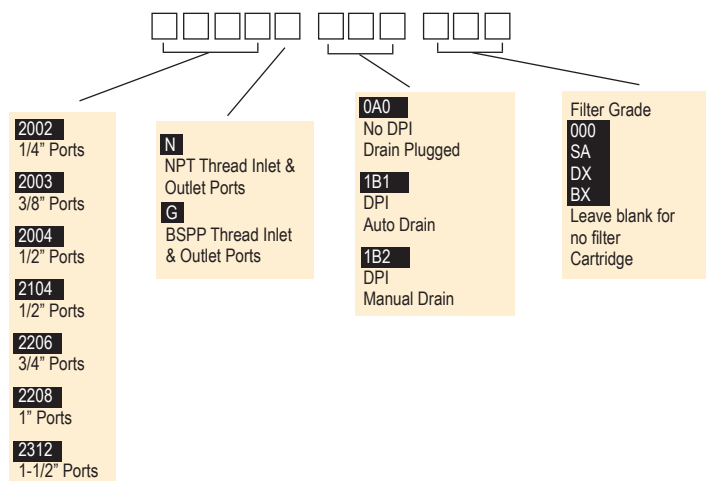 2002
1/4” Ports
2003
3/8” Ports
2004
1/2” Ports
2104
1/2” Ports
2206
3/4” Ports
2208
1” Ports
2312
1-1/2” Ports
N
NPT Thread Inlet &
Outlet Ports
G
BSPP Thread Inlet
& Outlet Ports
0A0
No DPI
Drain Plugged
1B1
DPI
Auto Drain
1B2
DPI
Manual Drain
Filter Grade
000
SA
DX
BX
Leave blank for
no filter
Cartridge